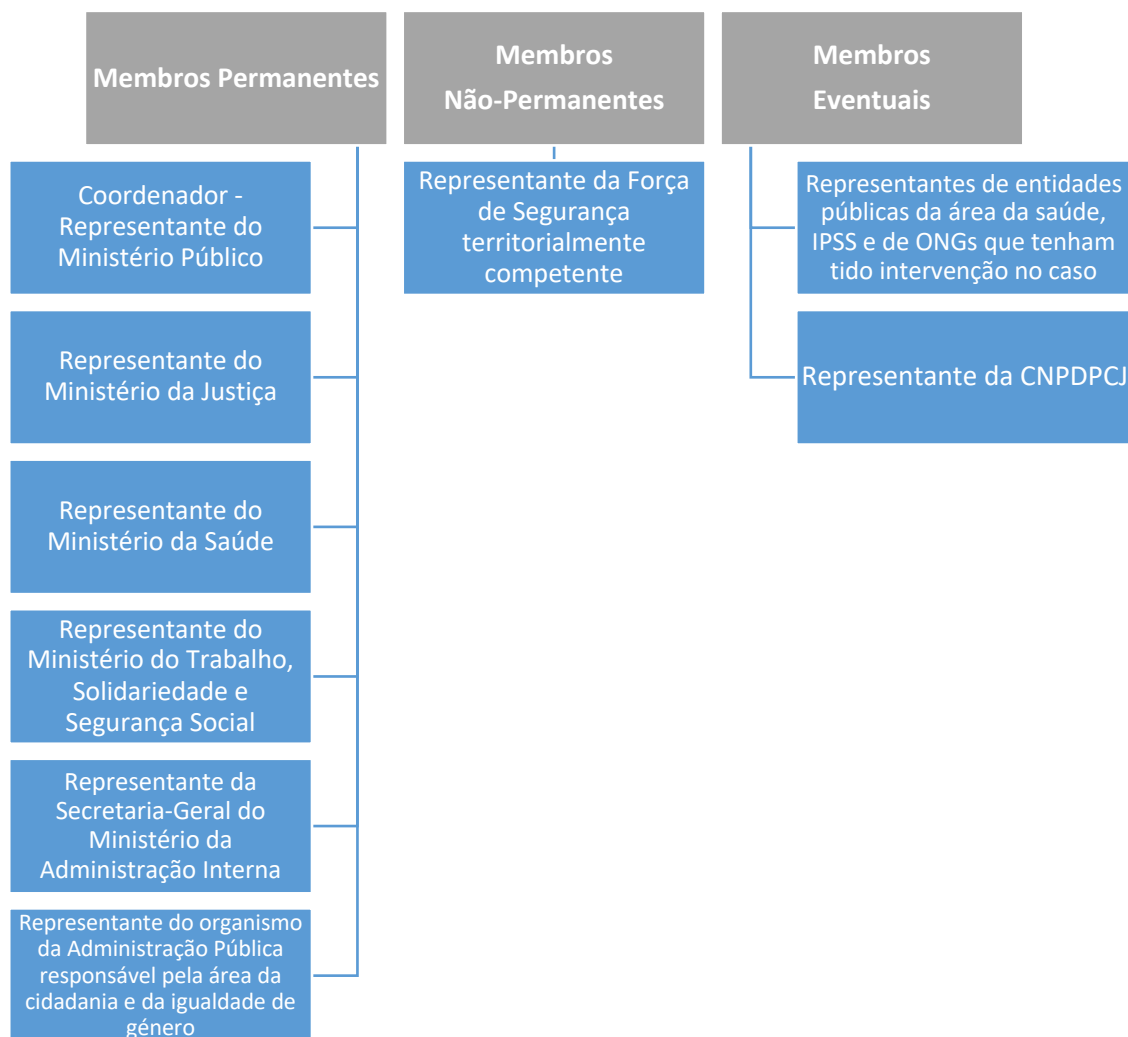 Membros Permanentes
Coordenador -
Representante do
Ministério Público
Representante do
Ministério da Justiça
Representante do
Ministério da Saúde
Representante do
Ministério do Trabalho,
Solidariedade e
Segurança Social
Representante da
Secretaria-Geral do
Ministério da
Administração Interna
Representante do organismo
da Administração Pública
responsável pela área da
cidadania e da igualdade de
género
Membros
Não-Permanentes
Representante da Força
de Segurança
territorialmente
competente
Membros
Eventuais
Representantes de entidades
públicas da área da saúde,
IPSS e de ONGs que tenham
tido intervenção no caso
Representante da CNPDPCJ